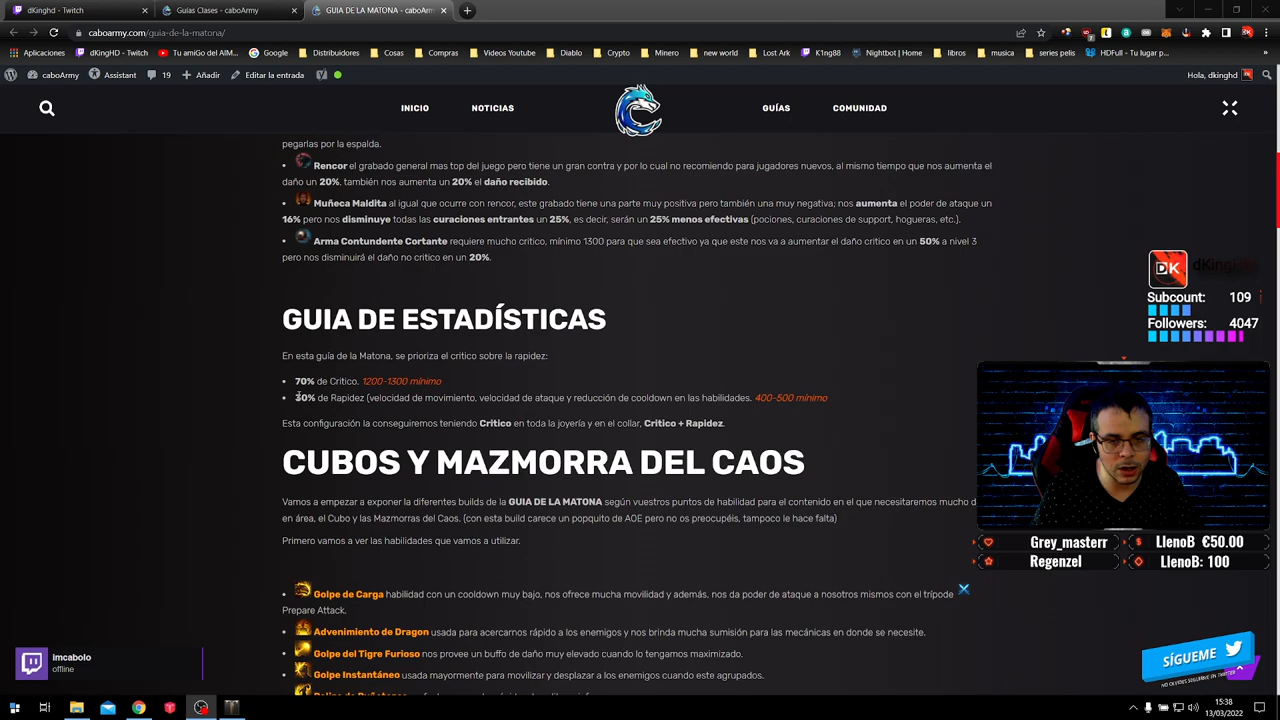 dKinghd - Twitch
Guías Clases - caboArmy
GUIA DE LA MATONA - caboArmy
caboarmy.com/guia-de-la-matona/
Aplicaciones dKingHD - Twitch Tu amiGo del AIM... Google Distribuidores Cosas Compras Videos Youtube Diablo Crypto Minero new world Lost Ark K1ng88 Nightbot | Home libros musica series pelis HDFull - Tu lugar p...
caboArmy Assistant 19 Añadir Editar la entrada
Hola, dkinghd
INICIO NOTICIAS GUÍAS COMUNIDAD
pegarlas por la espalda.
Rencor el grabado general mas top del juego pero tiene un gran contra y por lo cual no recomiendo para jugadores nuevos, al mismo tiempo que nos aumenta el
daño un 20%, también nos aumenta un 20% el daño recibido.
Muñeca Maldita al igual que ocurre con rencor, este grabado tiene una parte muy positiva pero también una muy negativa; nos aumenta el poder de ataque un
16% pero nos disminuye todas las curaciones entrantes un 25%, es decir, serán un 25% menos efectivas (pociones, curaciones de support, hogueras, etc.).
Arma Contundente Cortante requiere mucho critico, mínimo 1300 para que sea efectivo ya que este nos va a aumentar el daño critico en un 50% a nivel 3
pero nos disminuirá el daño no critico en un 20%.
GUIA DE ESTADÍSTICAS
En esta guía de la Matona, se prioriza el critico sobre la rapidez:
70% de Critico. 1200-1300 mínimo
30% de Rapidez (velocidad de movimiento, velocidad de ataque y reducción de cooldown en las habilidades. 400-500 mínimo
Esta configuración la conseguiremos teniendo Critico en toda la joyería y en el collar, Critico + Rapidez.
CUBOS Y MAZMORRA DEL CAOS
Vamos a empezar a exponer la diferentes builds de la GUIA DE LA MATONA según vuestros puntos de habilidad para el contenido en el que necesitaremos mucho d
en área, el Cubo y las Mazmorras del Caos. (con esta build carece un popquito de AOE pero no os preocupéis, tampoco le hace falta)
Primero vamos a ver las habilidades que vamos a utilizar.
Golpe de Carga habilidad con un cooldown muy bajo, nos ofrece mucha movilidad y además, nos da poder de ataque a nosotros mismos con el trípode
Prepare Attack.
Advenimiento de Dragon usada para acercarnos rápido a los enemigos y nos brinda mucha sumisión para las mecánicas en donde se necesite.
Golpe del Tigre Furioso nos provee un buffo de daño muy elevado cuando lo tengamos maximizado.
Golpe Instantáneo usada mayormente para movilizar y desplazar a los enemigos cuando este agrupados.
DK dKingHD
Subcount: 109
Followers: 4047
Grey_masterr LlenoB €50.00
Regenzel LlenoB: 100
SÍGUEME
NO OLVIDES SEGUIRME EN TWITTER
imcabolo
offline
15:38
13/03/2022